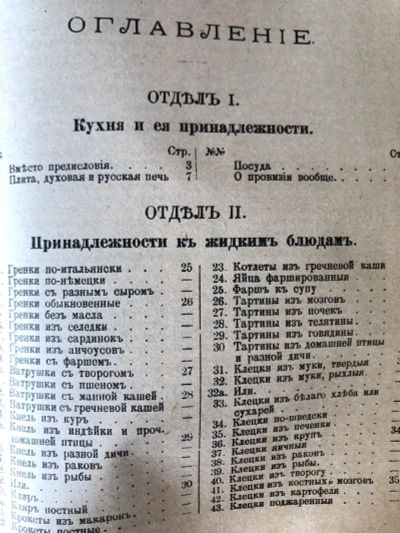 ОГЛАВЛЕНІЕ.
ОТДѢЛЪ I.
Кухня и ея принадлежности.
Стр.
Вмѣсто предисловія. 3
Плита, духовая и русская печь 7
№№
Посуда
О провизіи вообще.
ОТДѢЛЪ II.
Принадлежности къ жидкимъ блюдамъ.
Гренки по-итальянски 25
Гренки по-нѣмецки —
Гренки съ разнымъ сыромъ —
Гренки обыкновенные 26
Гренки безъ масла —
Гренки изъ селедки —
Гренки изъ сардинокъ —
Гренки изъ анчоусовъ —
Гренки съ фаршемъ —
Ватрушки съ творогомъ 27
Ватрушки съ пшеномъ —
Ватрушки съ манной кашей 28
Ватрушки съ гречневой кашей —
Кнель изъ куръ —
Кнель изъ индѣйки и проч.
домашней птицы 29
Кнель изъ разной дичи —
Кнель изъ раковъ —
Кнель изъ рыбы —
Или. 30
Кляръ —
Кляръ постный —
Крокеты изъ макаронъ
Крокеты постные
23. Котлеты изъ гречневой каши
24. Яйца фаршированныя
25. Фаршъ къ супу
26. Тартины изъ мозговъ
27. Тартины изъ почекъ
28. Тартины изъ телятины
29. Тартины изъ говядины
30 Тартины изъ домашней птицы
и разной дичи.
31. Клецки изъ муки, твердыя
32. Клецки изъ муки, рыхлыя.
32а. Или.
33. Клецки изъ бѣлаго хлѣба или
сухарей
34. Клецки по-шведски
35. Клецки изъ печенки 34
36. Клецки изъ крупъ
37. Клецки яичныя
38. Клецки изъ раковъ
39. Клецки изъ рыбы.
40. Клецки изъ творогу
41. Клецки изъ костныхъ мозговъ 35
42. Клецки изъ картофеля
43. Клецки поджаренныя